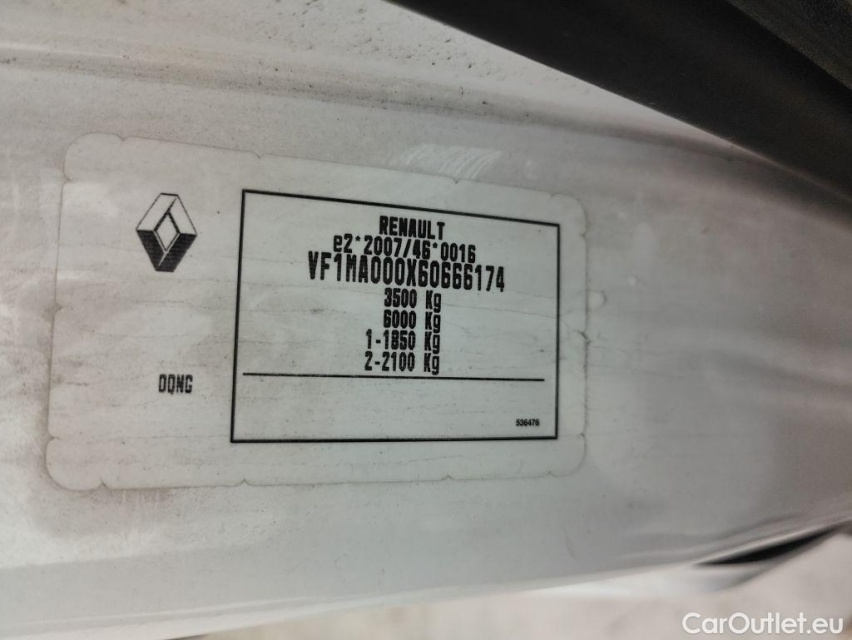 RENAULT
e2*2007/46*0016
VF1MA000X60666174
3500 Kg
6000 Kg
1-1850 Kg
2-2100 Kg
DQNG
536476
CarOutlet.eu